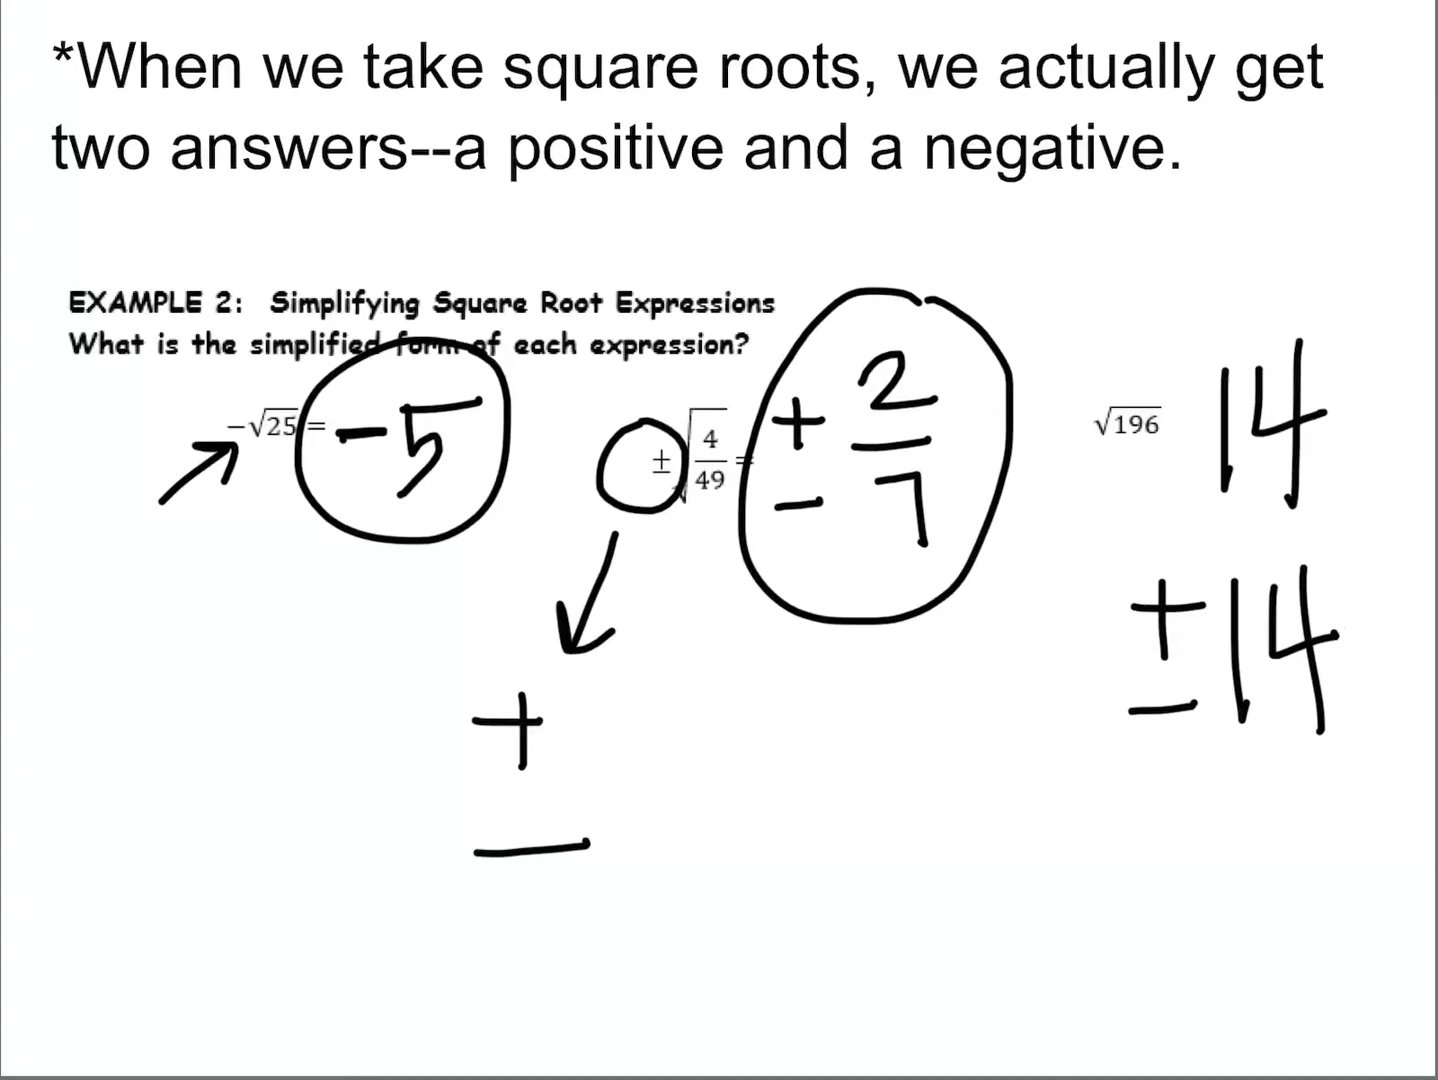 *When we take square roots, we actually get
two answers--a positive and a negative.
EXAMPLE 2: Simplifying Square Root Expressions
What is the simplified form of each expression?
-√25 = -5
±√(4/49) = ± 2/7
√196 14
± 14
+
−